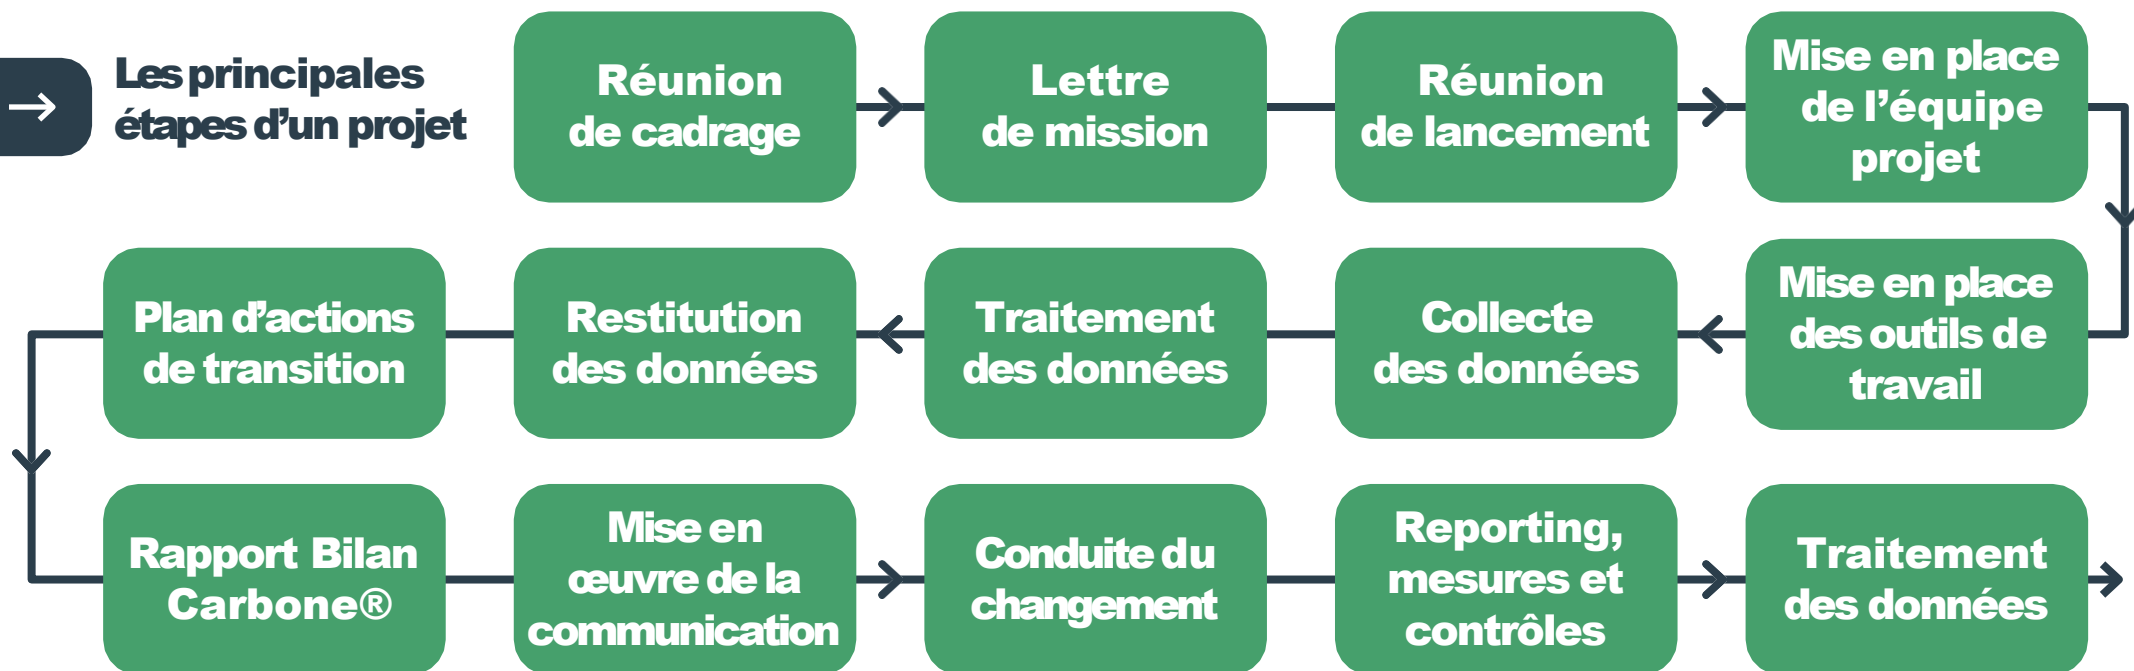 Les principales
étapes d’un projet
Réunion
de cadrage
Lettre
de mission
Réunion
de lancement
Mise en place
de l’équipe
projet
Mise en place
des outils de
travail
Collecte
des données
Traitement
des données
Restitution
des données
Plan d’actions
de transition
Rapport Bilan
Carbone®
Mise en
œuvre de la
communication
Conduite du
changement
Reporting,
mesures et
contrôles
Traitement
des données